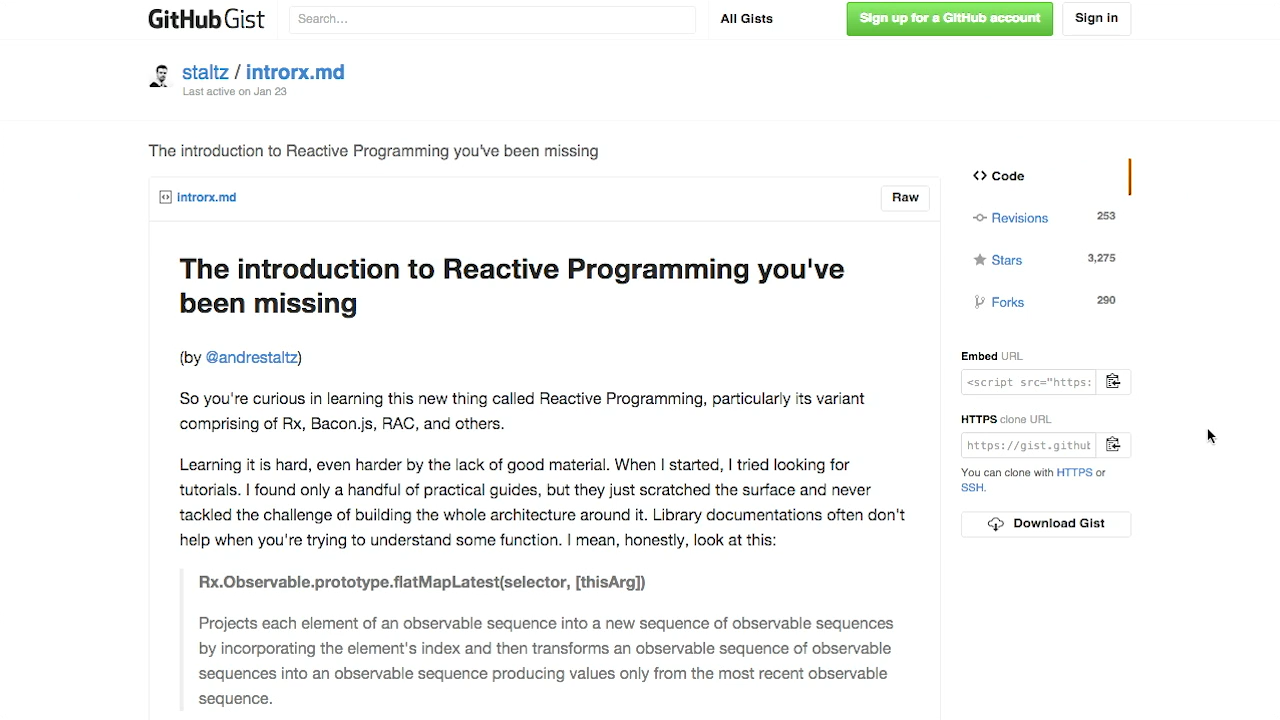 GitHub Gist
Search...
All Gists
Sign up for a GitHub account
Sign in
staltz / introrx.md
Last active on Jan 23
The introduction to Reactive Programming you've been missing
introrx.md
Raw
The introduction to Reactive Programming you've
been missing
(by @andrestaltz)
So you're curious in learning this new thing called Reactive Programming, particularly its variant
comprising of Rx, Bacon.js, RAC, and others.
Learning it is hard, even harder by the lack of good material. When I started, I tried looking for
tutorials. I found only a handful of practical guides, but they just scratched the surface and never
tackled the challenge of building the whole architecture around it. Library documentations often don't
help when you're trying to understand some function. I mean, honestly, look at this:
Rx.Observable.prototype.flatMapLatest(selector, [thisArg])
Projects each element of an observable sequence into a new sequence of observable sequences
by incorporating the element's index and then transforms an observable sequence of observable
sequences into an observable sequence producing values only from the most recent observable
sequence.
Code
Revisions 253
Stars 3,275
Forks 290
Embed URL
<script src="https:
HTTPS clone URL
https://gist.github
You can clone with HTTPS or
SSH.
Download Gist